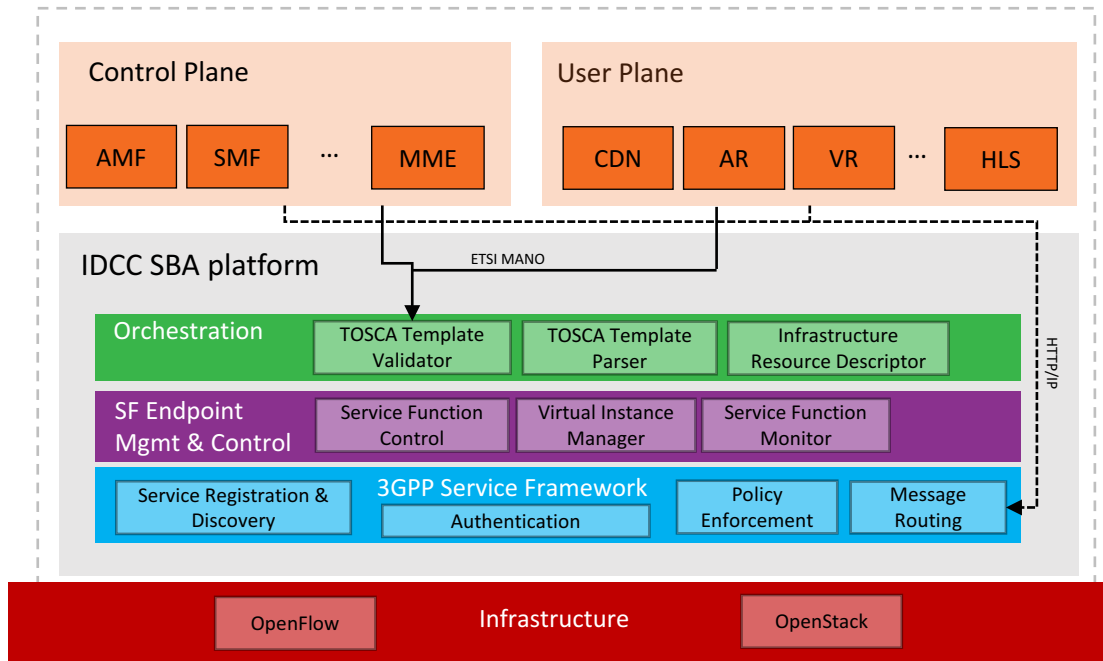 Control Plane
AMF
SMF
...
MME
User Plane
CDN
AR
VR
...
HLS
IDCC SBA platform
ETSI MANO
HTTP/IP
Orchestration
TOSCA Template
Validator
TOSCA Template
Parser
Infrastructure
Resource Descriptor
SF Endpoint
Mgmt & Control
Service Function
Control
Virtual Instance
Manager
Service Function
Monitor
3GPP Service Framework
Service Registration &
Discovery
Authentication
Policy
Enforcement
Message
Routing
OpenFlow
Infrastructure
OpenStack